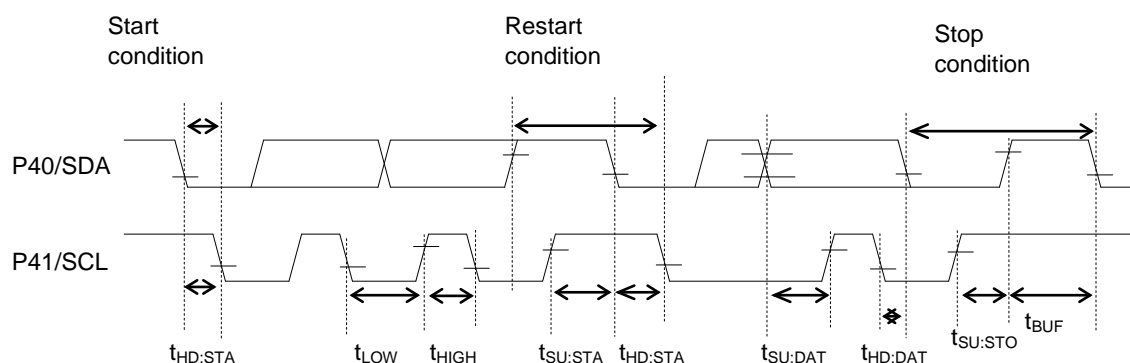 Start
condition
Restart
condition
Stop
condition
P40/SDA
P41/SCL
tHD:STA
tLOW
tHIGH
tSU:STA
tHD:STA
tSU:DAT
tHD:DAT
tSU:STO
tBUF